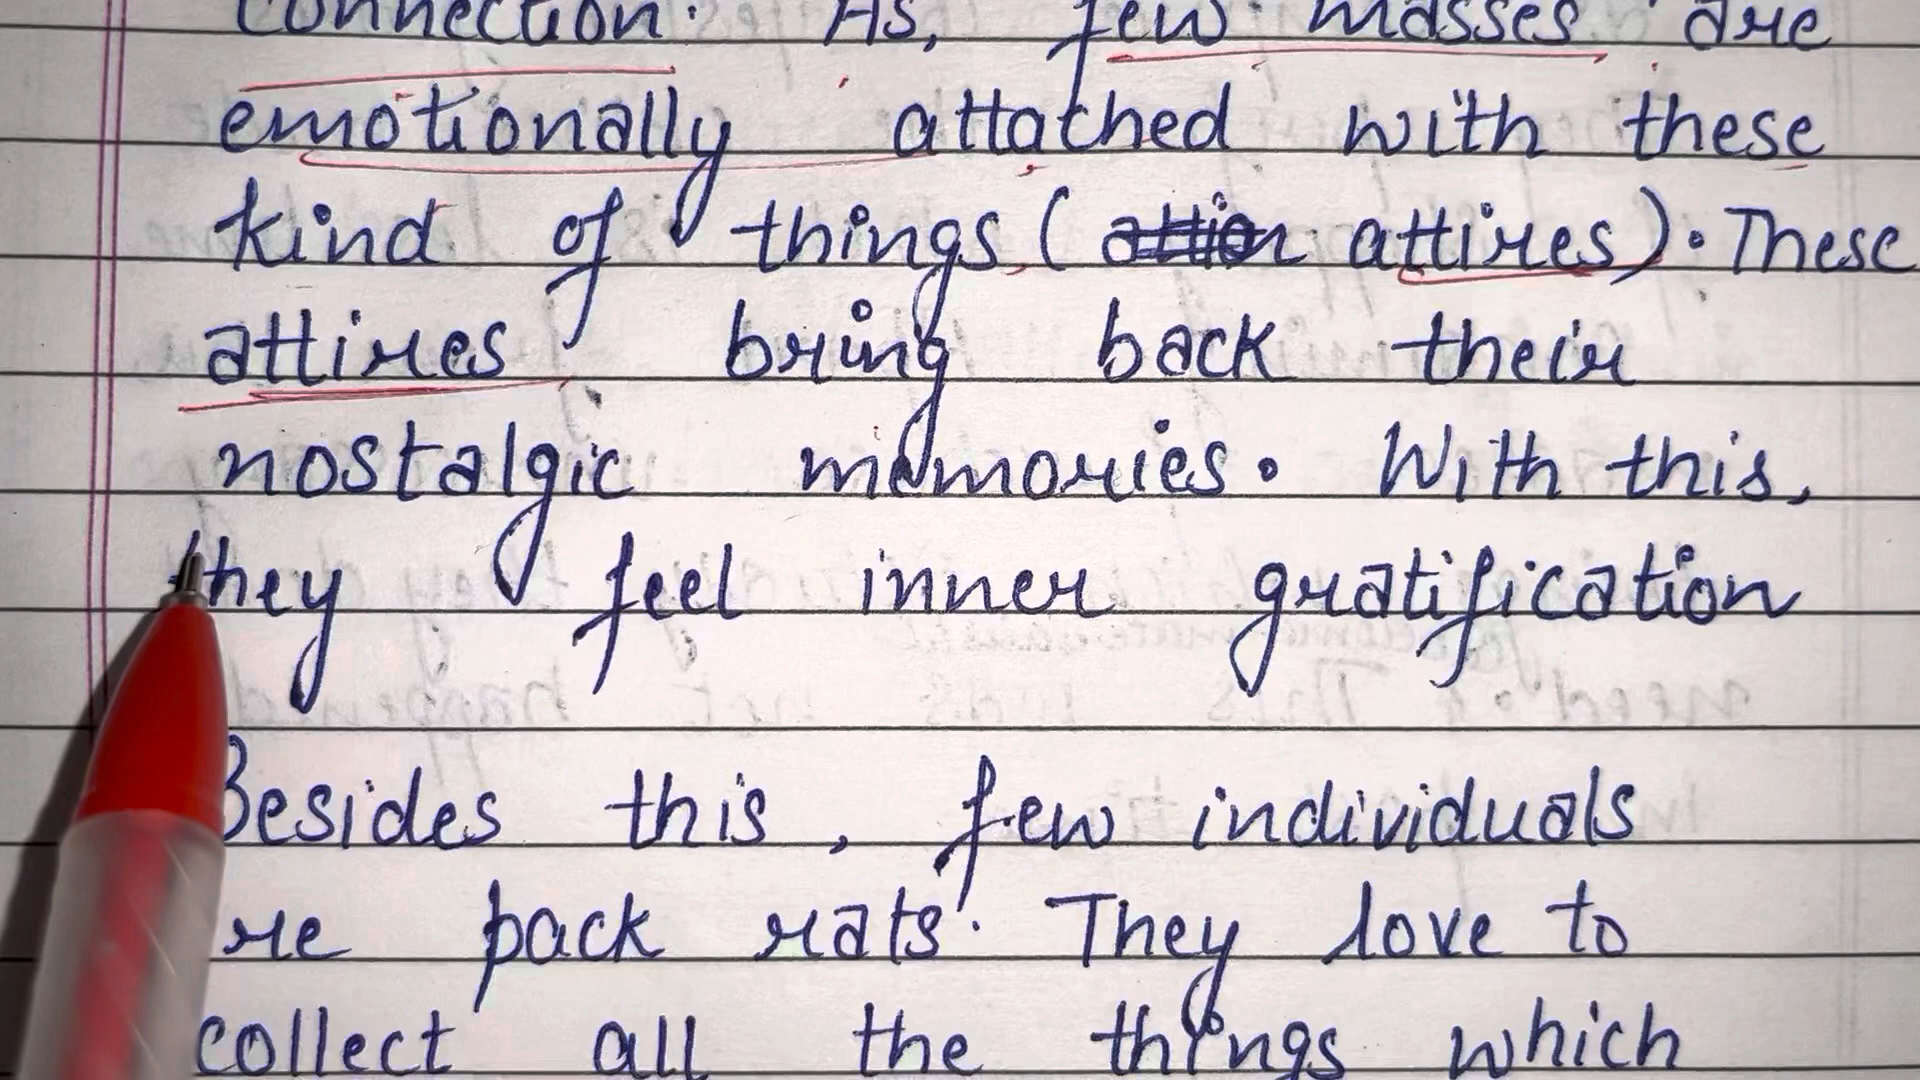 connection. As, few masses are
emotionally attached with these
kind of things (attires). These
attires bring back their
nostalgic memories. With this,
they feel inner gratification
Besides this, few individuals
are pack rats. They love to
collect all the things which